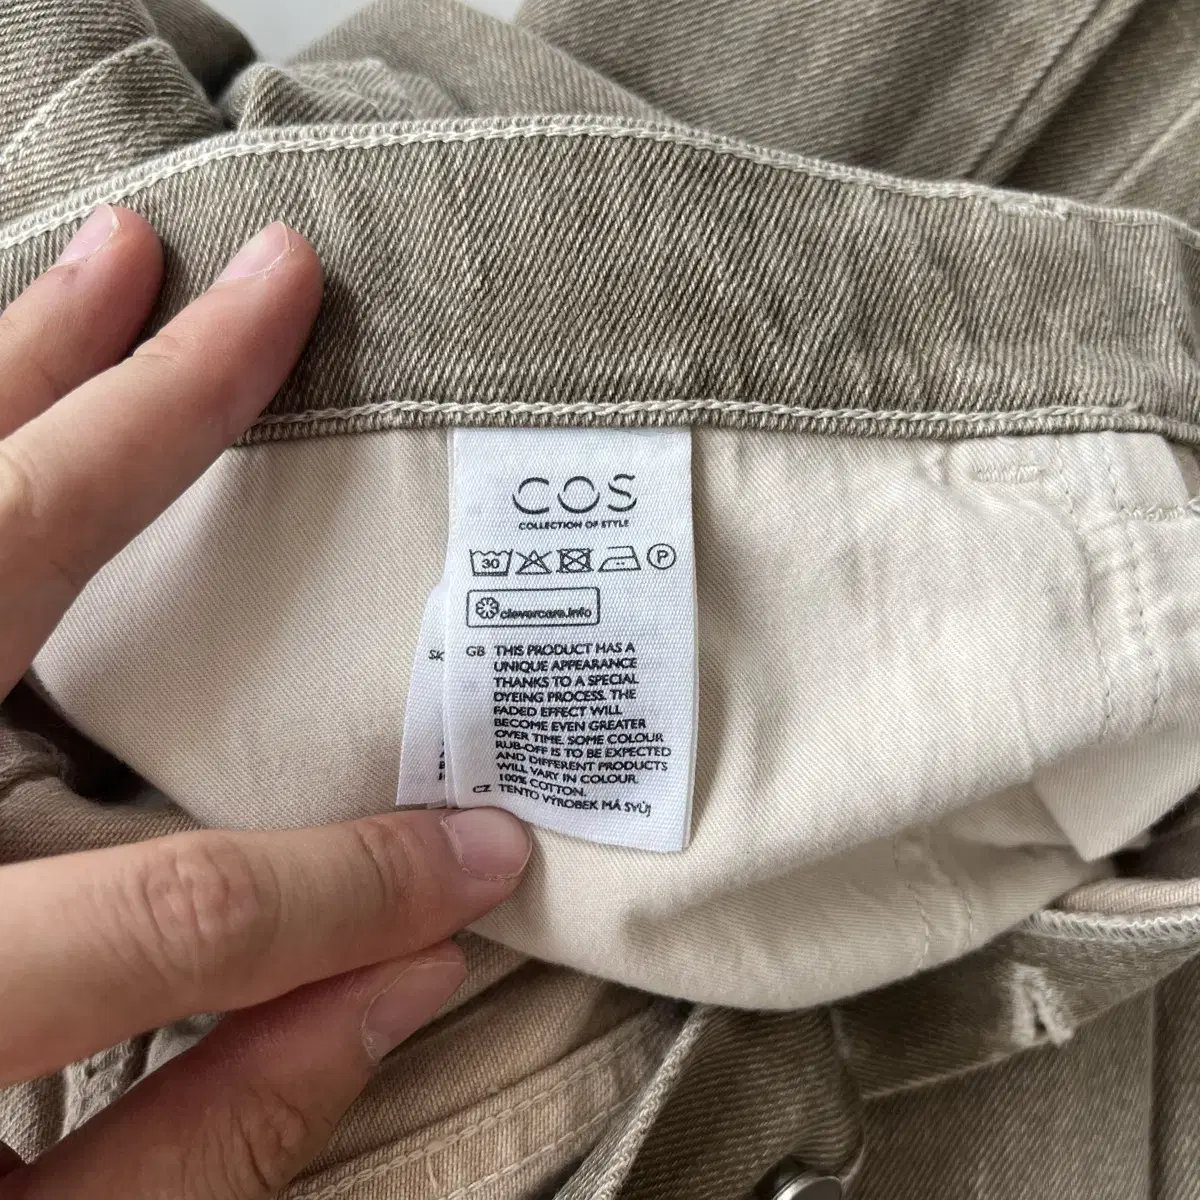 COS
COLLECTION OF STYLE
30 P
clevercare.info
SK
GB THIS PRODUCT HAS A
UNIQUE APPEARANCE
THANKS TO A SPECIAL
DYEING PROCESS. THE
FADED EFFECT WILL
BECOME EVEN GREATER
OVER TIME. SOME COLOUR
RUB-OFF IS TO BE EXPECTED
AND DIFFERENT PRODUCTS
WILL VARY IN COLOUR.
100% COTTON.
CZ TENTO VÝROBEK MÁ SVŮJ